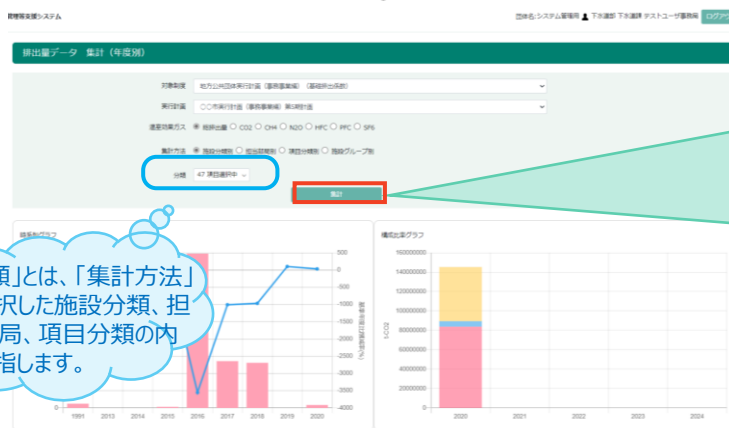 管理等支援システム
団体名:システム管理用 下水道部 下水道課 テストユーザ事務局 ログアウ
排出量データ 集計(年度別)
対象制度 地方公共団体実行計画(事務事業編)(基礎排出係数)
実行計画 〇〇市実行計画(事務事業編)第5期計画
温室効果ガス 総排出量 CO2 CH4 N2O HFC PFC SF6
集計方法 施設分類別 担当部局別 項目分類別 施設グループ別
分類 47 項目選択中
集計
時系列グラフ
構成比率グラフ
類」とは、「集計方法」
択した施設分類、担
局、項目分類の内
指します。
500
0
-500
-1000
-1500
-2000
-2500
-3000
-3500
-4000
0
1991 2013 2014 2015 2016 2017 2018 2019 2020
160000000
140000000
120000000
100000000
80000000
60000000
40000000
20000000
0
t-CO2
2020 2021 2022 2023 2024